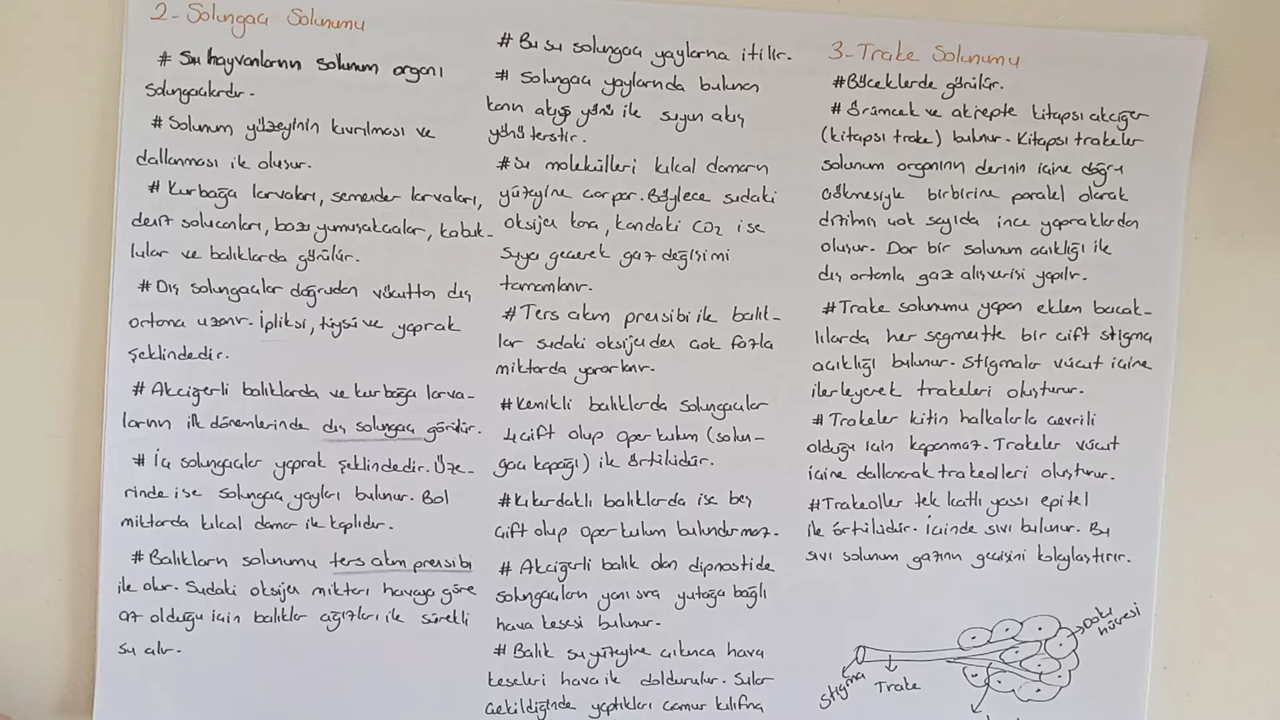 2- Solungaç Solunumu
# Su hayvanlarının solunum organı
solungaçlardır.
# Solunum yüzeyinin kıvrılması ve
dallanması ile oluşur.
# Kurbağa larvaları, semender larvaları,
deniz solucanları, bazı yumuşakçalar, kabuk-
lular ve balıklarda görülür.
# Dış solungaçlar doğrudan vücuttan dış
ortama uzanır. İpliksi, tüysü ve yaprak
şeklindedir.
# Akciğerli balıklarda ve kurbağa larva-
larının ilk dönemlerinde dış solungaç görülür.
# İç solungaçlar yaprak şeklindedir. Üze-
rinde ise solungaç yayları bulunur. Bol
miktarda kılcal damar ile kaplıdır.
# Balıkların solunumu ters akım prensibi
ile olur. Sudaki oksijen miktarı havaya göre
az olduğu için balıklar ağızları ile sürekli
su alır.
# Bu su solungaç yaylarına itilir.
# Solungaç yaylarında bulunan
kanın akış yönü ile suyun akış
yönü terstir.
# Su molekülleri kılcal damarın
yüzeyine çarpar. Böylece sudaki
oksijen kana, kandaki CO2 ise
suya geçerek gaz değişimi
tamamlanır.
# Ters akım prensibi ile balık-
lar sudaki oksijenden çok fazla
miktarda yararlanır.
# Kemikli balıklarda solungaçlar
4 çift olup operkulum (solun-
gaç kapağı) ile örtülüdür.
# Kıkırdaklı balıklarda ise beş
çift olup operkulum bulundurmaz.
# Akciğerli balık olan dipnoitide
solungaçların yanı sıra yutağa bağlı
hava kesesi bulunur.
# Balık su yüzeyine çıkınca hava
keseleri hava ile doldurulur. Sular
çekildiğinde yaptıkları çamur kılıfına
3- Trake Solunumu
# Böceklerde görülür.
# Örümcek ve akrepte kitapsı akciğer
(kitapsı trake) bulunur. Kitapsı trakeler
solunum organının derinin içine doğru
çökmesiyle birbirine paralel olarak
dizilmiş çok sayıda ince yapraklardan
oluşur. Dar bir solunum açıklığı ile
dış ortamla gaz alışverişi yapılır.
# Trake solunumu yapan eklem bacak-
lılarda her segmentte bir çift stigma
açıklığı bulunur. Stigmalar vücut içine
ilerleyerek trakeleri oluşturur.
# Trakeler kitin halkalarla çevrili
olduğu için kapanmaz. Trakeler vücut
içine dallanarak trakeolleri oluşturur.
# Trakeoller tek katlı yassı epitel
ile örtülüdür. İçinde sıvı bulunur. Bu
sıvı solunum gazının geçişini kolaylaştırır.
Doku
hücresi
Stigma
Trake